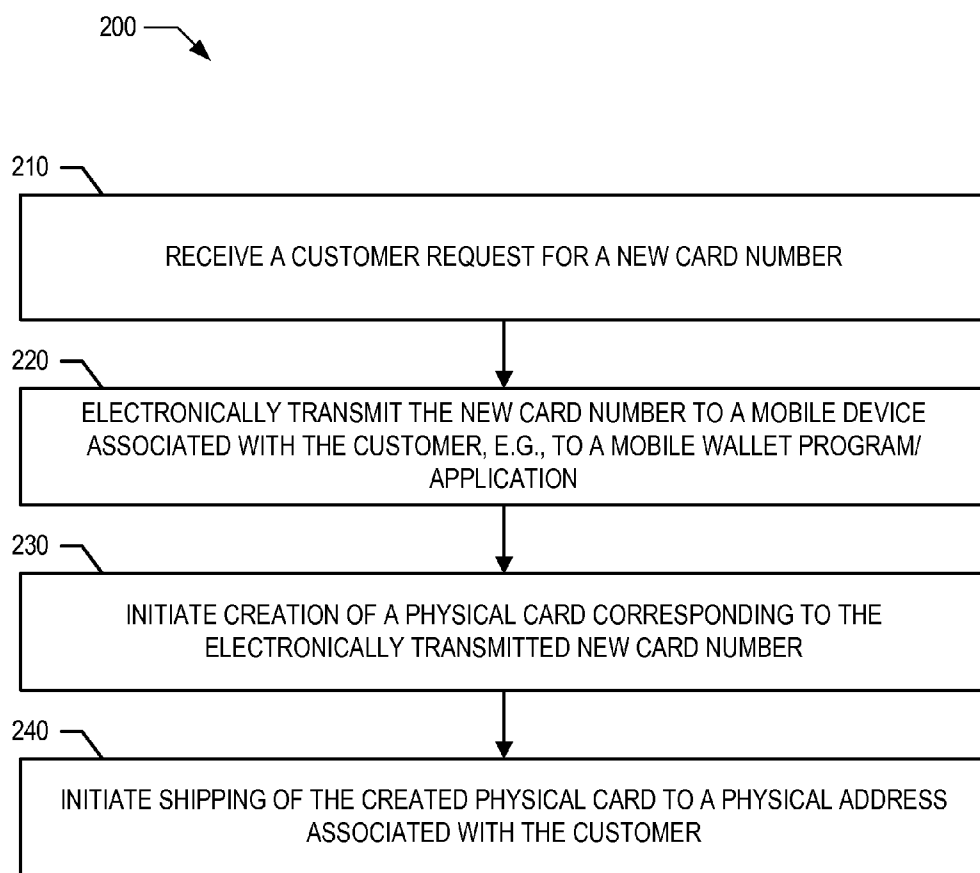 200
210
RECEIVE A CUSTOMER REQUEST FOR A NEW CARD NUMBER
220
ELECTRONICALLY TRANSMIT THE NEW CARD NUMBER TO A MOBILE DEVICE
ASSOCIATED WITH THE CUSTOMER, E.G., TO A MOBILE WALLET PROGRAM/
APPLICATION
230
INITIATE CREATION OF A PHYSICAL CARD CORRESPONDING TO THE
ELECTRONICALLY TRANSMITTED NEW CARD NUMBER
240
INITIATE SHIPPING OF THE CREATED PHYSICAL CARD TO A PHYSICAL ADDRESS
ASSOCIATED WITH THE CUSTOMER